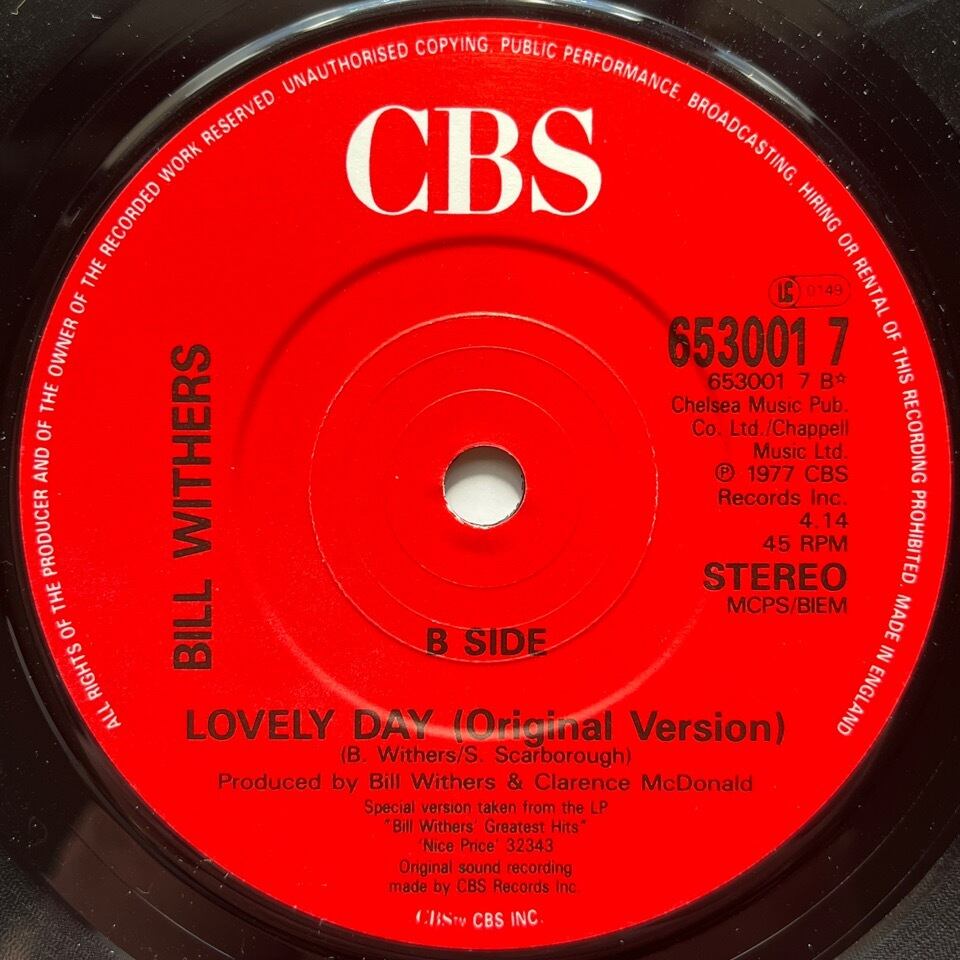 ALL RIGHTS OF THE PRODUCER AND OF THE OWNER OF THE RECORDED WORK RESERVED UNAUTHORISED COPYING, PUBLIC PERFORMANCE, BROADCASTING, HIRING OR RENTAL OF THIS RECORDING PROHIBITED. MADE IN ENGLAND
CBS
LC 0149
653001 7
653001 7 B☆
Chelsea Music Pub.
Co. Ltd./Chappell
Music Ltd.
℗ 1977 CBS
Records Inc.
4.14
45 RPM
STEREO
MCPS/BIEM
BILL WITHERS
B SIDE
LOVELY DAY (Original Version)
(B. Withers/S. Scarborough)
Produced by Bill Withers & Clarence McDonald
Special version taken from the LP
"Bill Withers' Greatest Hits"
'Nice Price' 32343
Original sound recording
made by CBS Records Inc.
CBS™ CBS INC.